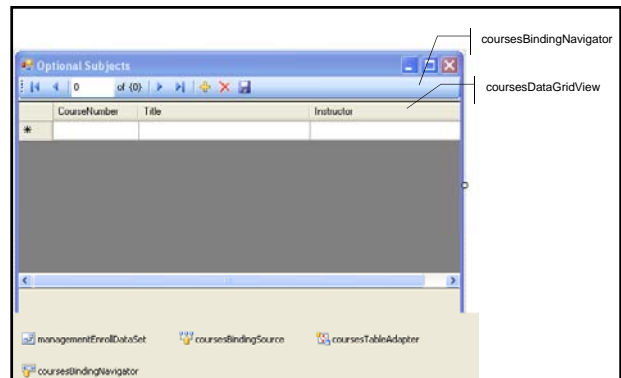 coursesBindingNavigator
Optional Subjects
0 of {0}
coursesDataGridView
CourseNumber Title Instructor
managementEnrollDataSet coursesBindingSource coursesTableAdapter
coursesBindingNavigator